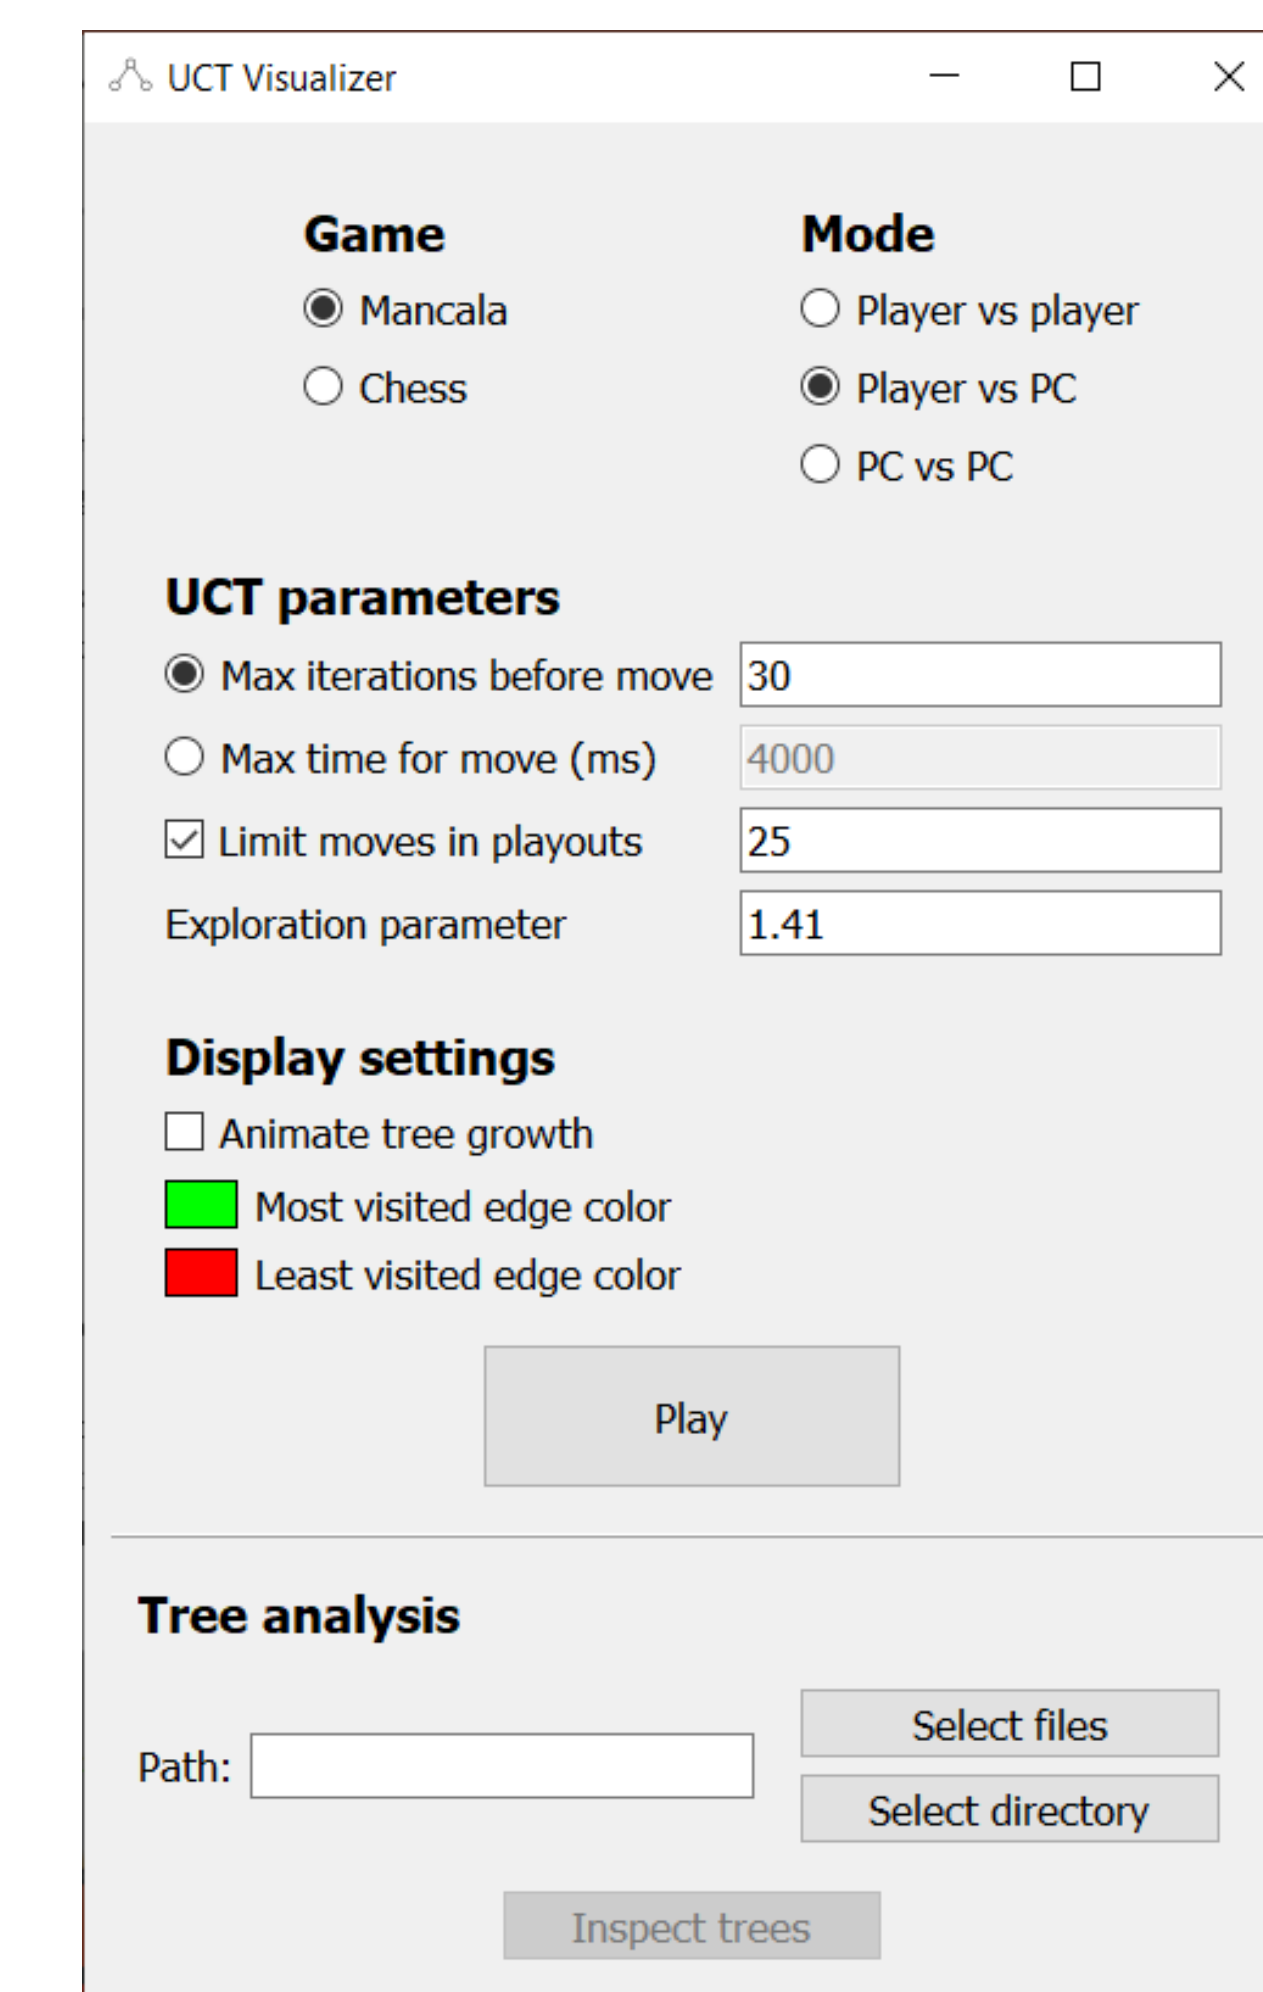 UCT Visualizer
Game
Mancala
Chess
Mode
Player vs player
Player vs PC
PC vs PC
UCT parameters
Max iterations before move 30
Max time for move (ms) 4000
Limit moves in playouts 25
Exploration parameter 1.41
Display settings
Animate tree growth
Most visited edge color
Least visited edge color
Play
Tree analysis
Path:
Select files
Select directory
Inspect trees